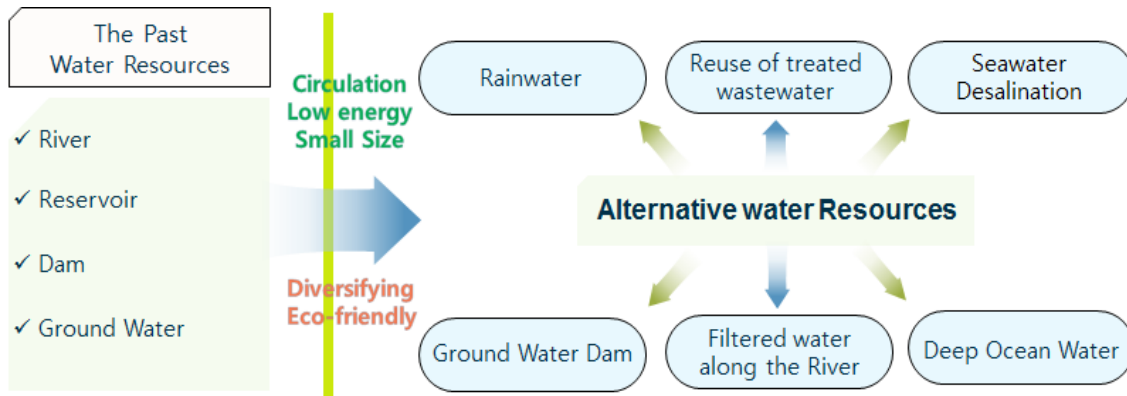 The Past
Water Resources
✓ River
✓ Reservoir
✓ Dam
✓ Ground Water
Circulation
Low energy
Small Size
Diversifying
Eco-friendly
Rainwater
Reuse of treated
wastewater
Seawater
Desalination
Alternative water Resources
Ground Water Dam
Filtered water
along the River
Deep Ocean Water